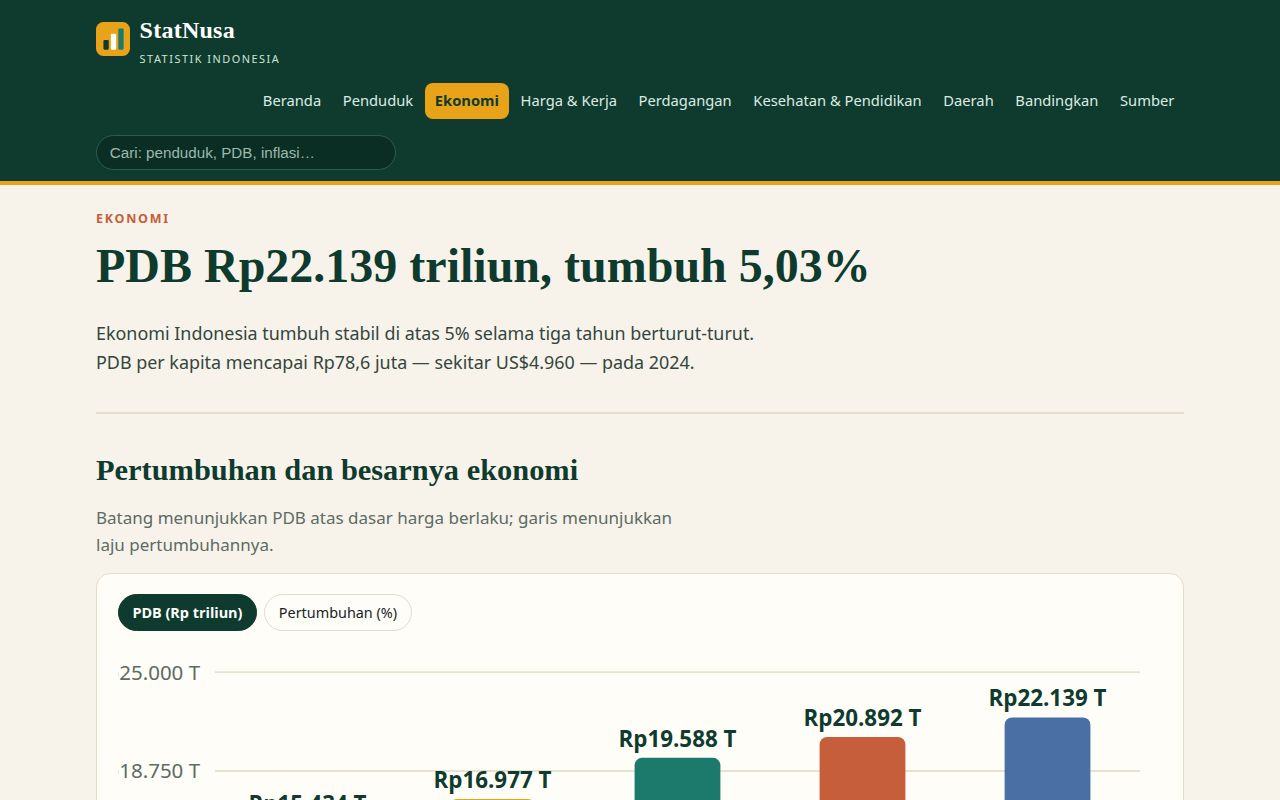 StatNusa
STATISTIK INDONESIA
Beranda Penduduk Ekonomi Harga & Kerja Perdagangan Kesehatan & Pendidikan Daerah Bandingkan Sumber
Cari: penduduk, PDB, inflasi…
EKONOMI
PDB Rp22.139 triliun, tumbuh 5,03%
Ekonomi Indonesia tumbuh stabil di atas 5% selama tiga tahun berturut-turut.
PDB per kapita mencapai Rp78,6 juta — sekitar US$4.960 — pada 2024.
Pertumbuhan dan besarnya ekonomi
Batang menunjukkan PDB atas dasar harga berlaku; garis menunjukkan
laju pertumbuhannya.
PDB (Rp triliun) Pertumbuhan (%)
25.000 T
Rp22.139 T
Rp20.892 T
Rp19.588 T
18.750 T
Rp16.977 T